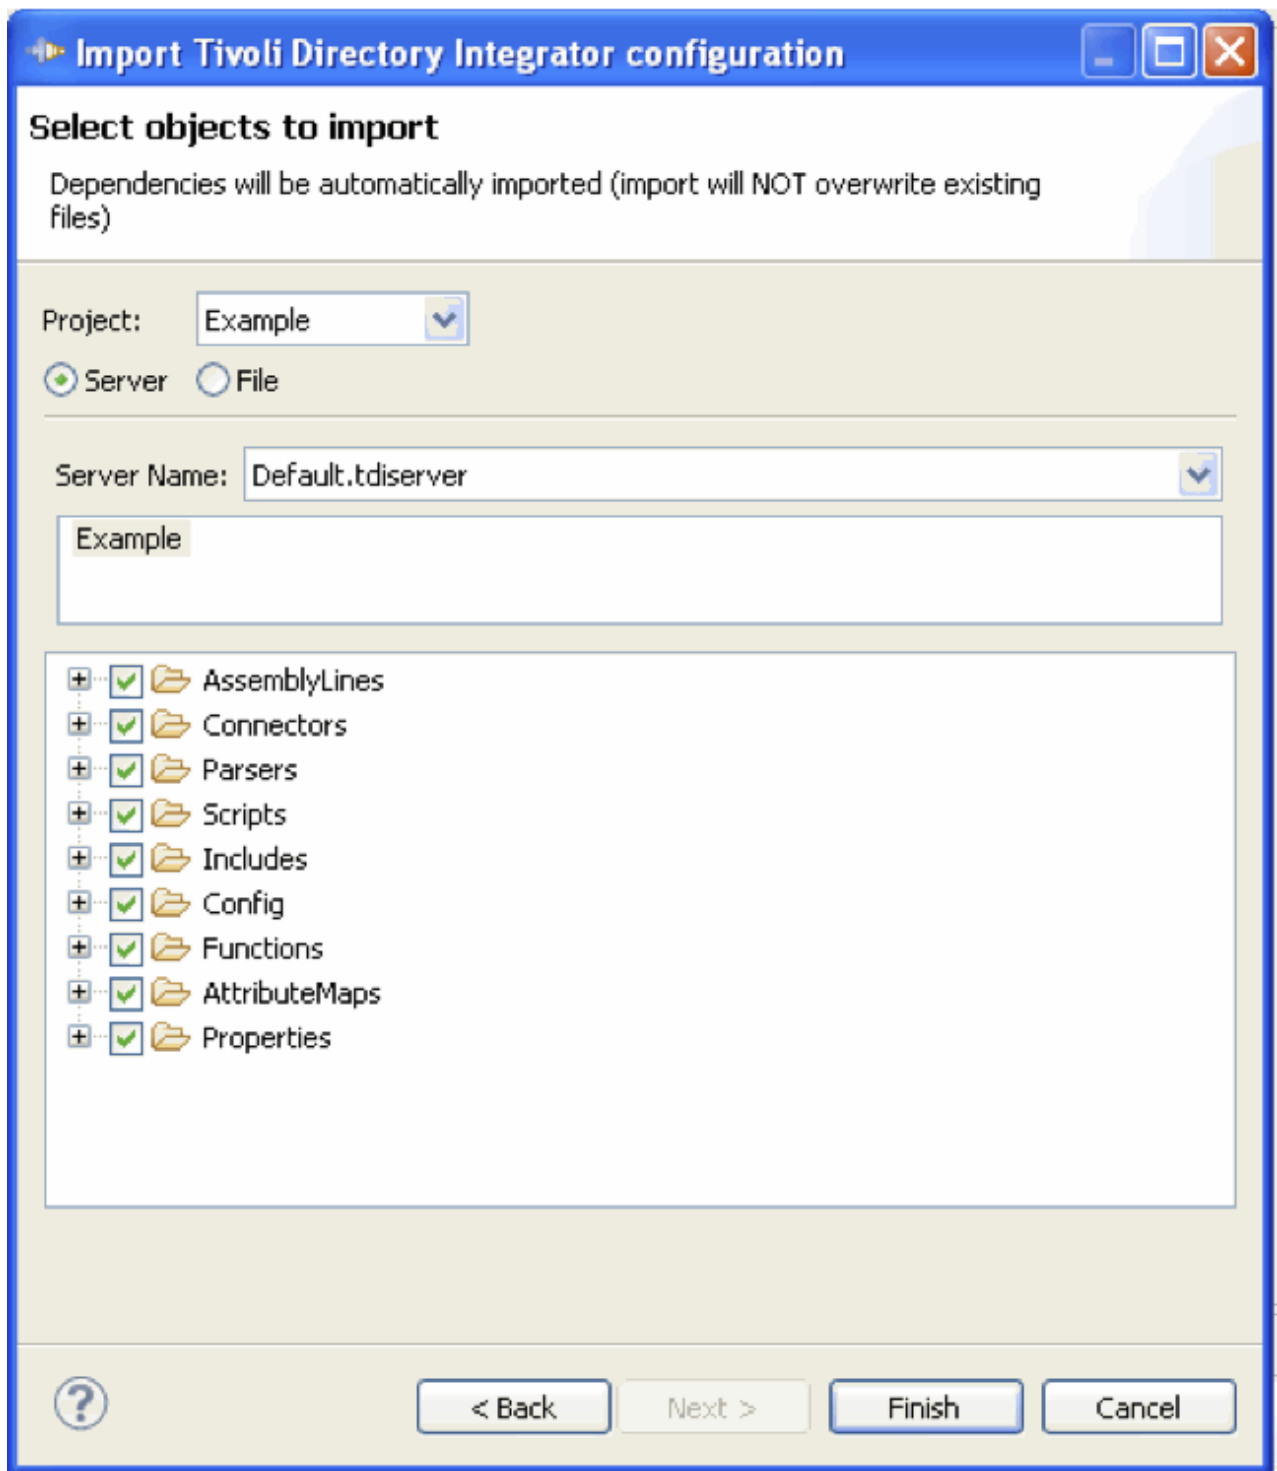 Import Tivoli Directory Integrator configuration
Select objects to import
Dependencies will be automatically imported (import will NOT overwrite existing
files)
Project: Example
Server File
Server Name: Default.tdiserver
Example
AssemblyLines
Connectors
Parsers
Scripts
Includes
Config
Functions
AttributeMaps
Properties
? < Back Next > Finish Cancel